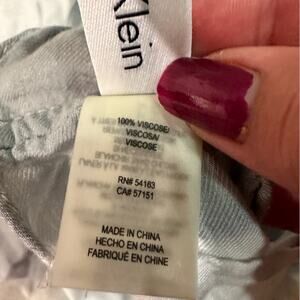 Klein
100% VISCOSE/
VISCOSA/
VISCOSE
RN# 54163
CA# 57151
MADE IN CHINA
HECHO EN CHINA
FABRIQUÉ EN CHINE